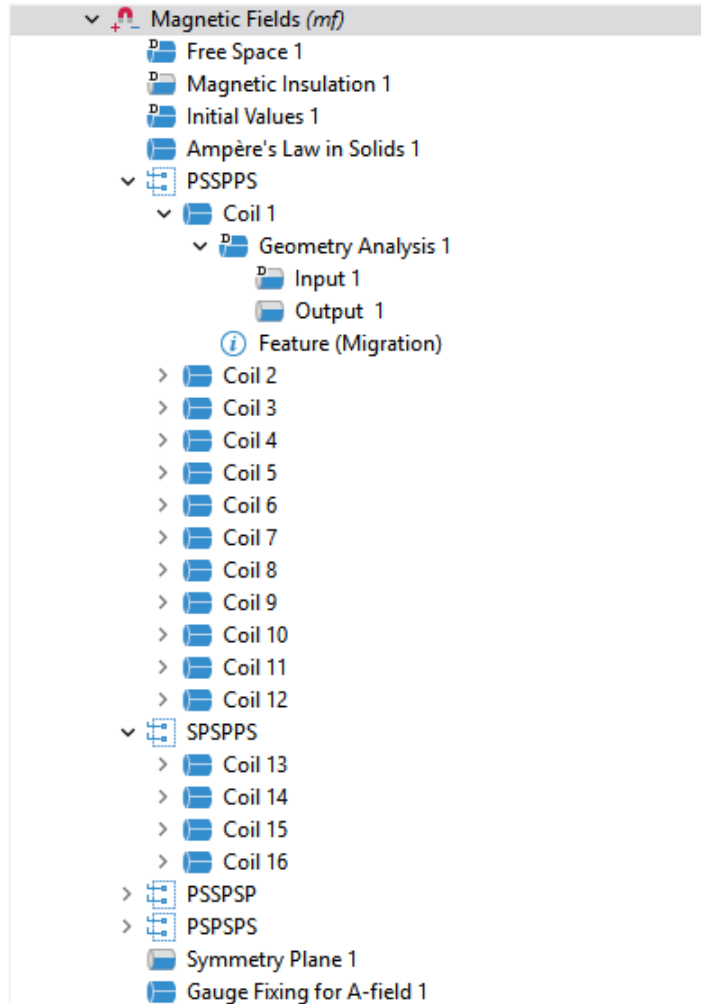 Magnetic Fields (mf)
Free Space 1
Magnetic Insulation 1
Initial Values 1
Ampère's Law in Solids 1
PSSPPS
Coil 1
Geometry Analysis 1
Input 1
Output 1
Feature (Migration)
Coil 2
Coil 3
Coil 4
Coil 5
Coil 6
Coil 7
Coil 8
Coil 9
Coil 10
Coil 11
Coil 12
SPSPPS
Coil 13
Coil 14
Coil 15
Coil 16
PSSPSP
PSPSPS
Symmetry Plane 1
Gauge Fixing for A-field 1